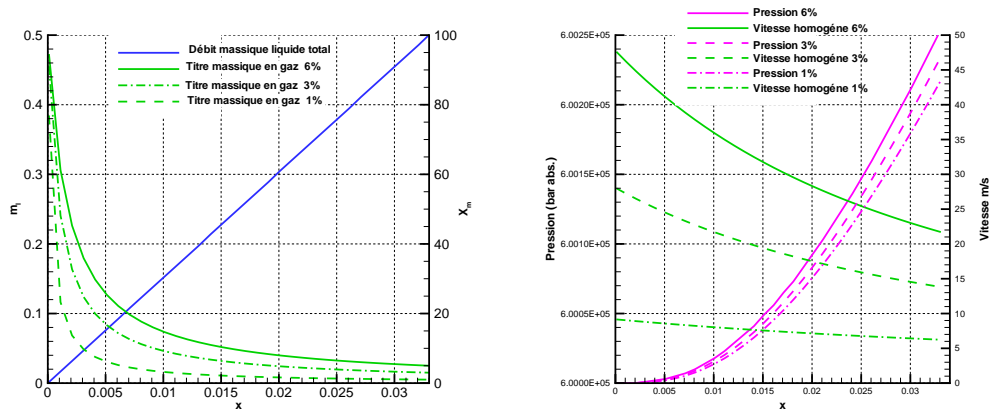 Débit massique liquide total
Titre massique en gaz 6%
Titre massique en gaz 3%
Titre massique en gaz 1%
0.5
0.4
0.3
0.2
0.1
0
m_l
100
80
60
40
20
0
X_m
0
0.005
0.01
0.015
0.02
0.025
0.03
x
Pression 6%
Vitesse homogéne 6%
Pression 3%
Vitesse homogéne 3%
Pression 1%
Vitesse homogéne 1%
6.0025E+05
6.0020E+05
6.0015E+05
6.0010E+05
6.0005E+05
6.0000E+05
Pression (bar abs.)
50
45
40
35
30
25
20
15
10
5
0
Vitesse m/s
0
0.005
0.01
0.015
0.02
0.025
0.03
x